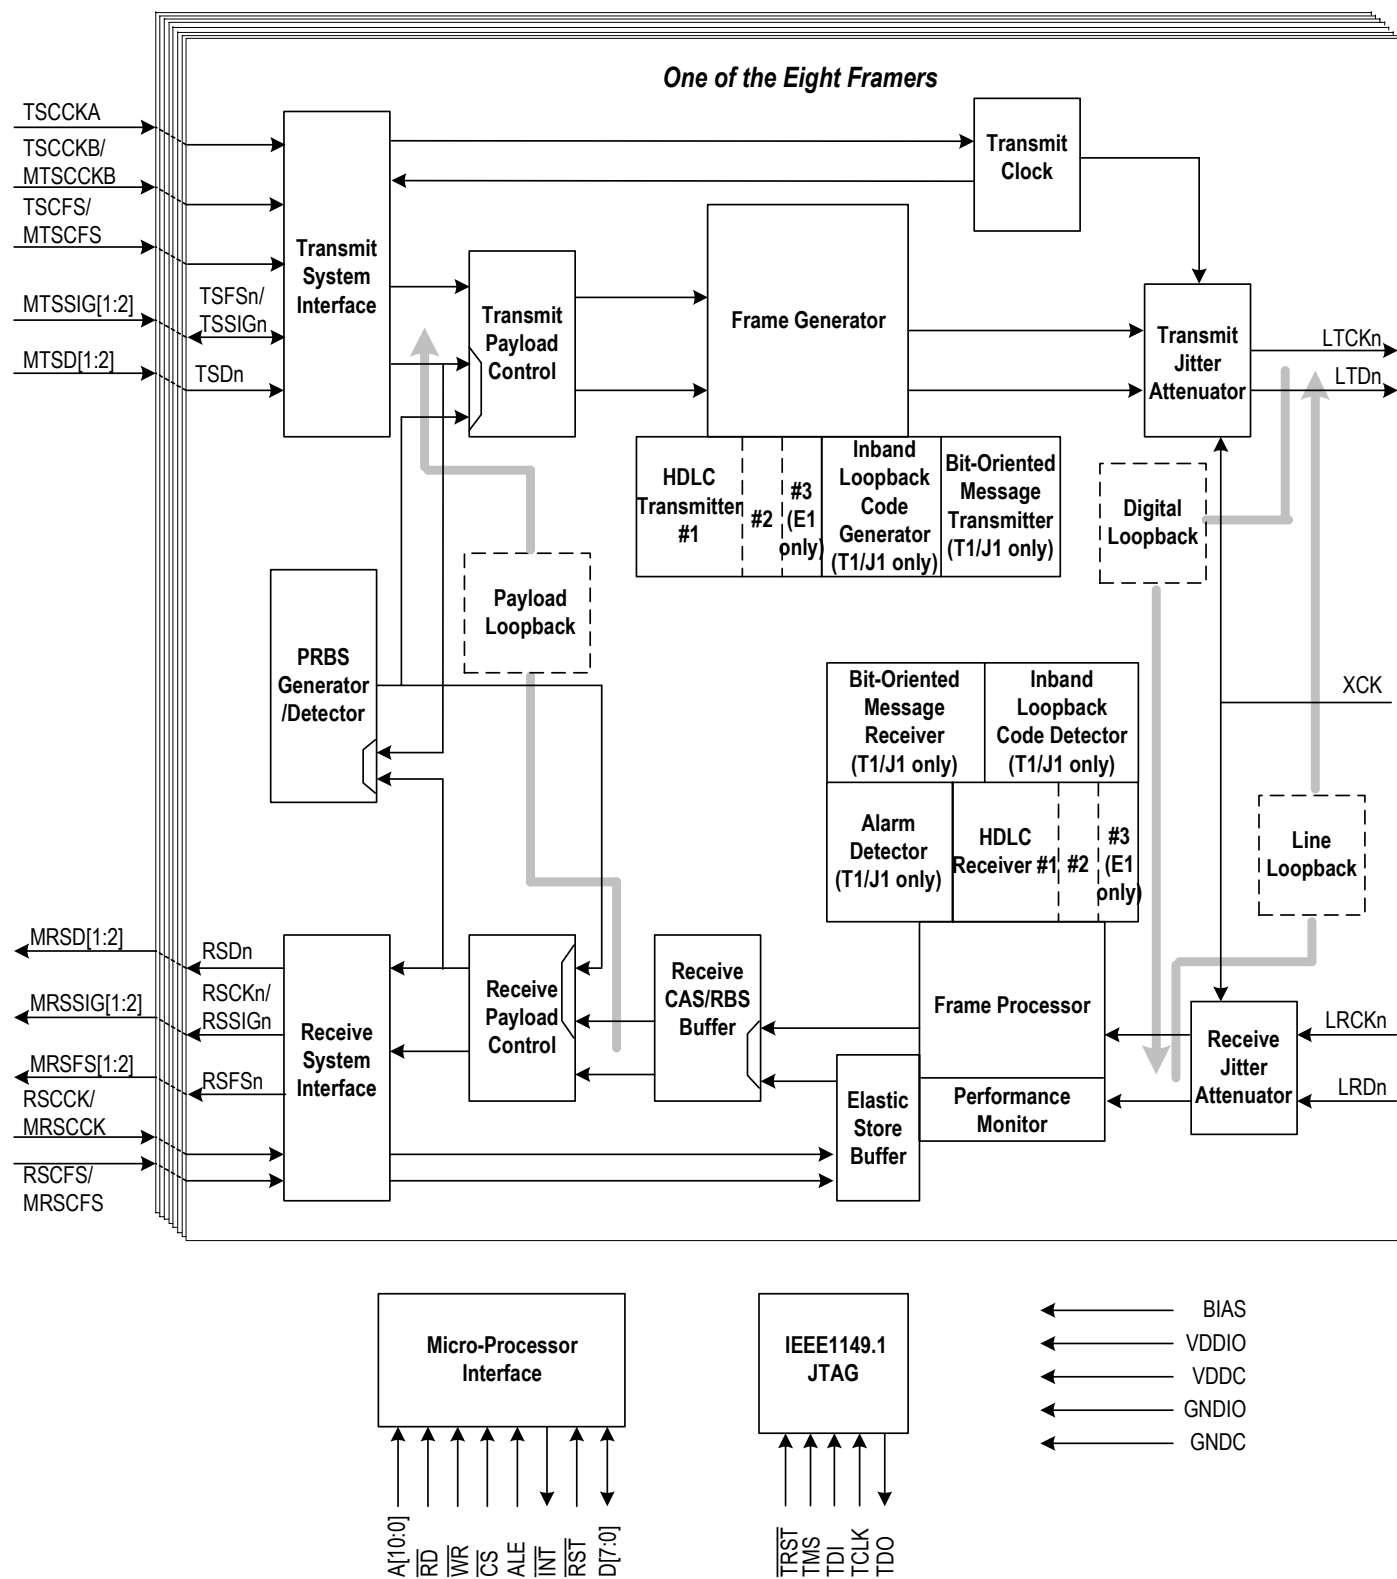 One of the Eight Framers
TSCCKA
TSCCKB/
MTSCCKB
TSCFS/
MTSCFS
MTSSIG[1:2]
MTSD[1:2]
TSFSn/
TSSIGn
TSDn
Transmit
System
Interface
Transmit
Payload
Control
Frame Generator
Transmit
Clock
Transmit
Jitter
Attenuator
LTCKn
LTDn
HDLC
Transmitter
#1
#2
#3
(E1
only)
Inband
Loopback
Code
Generator
(T1/J1 only)
Bit-Oriented
Message
Transmitter
(T1/J1 only)
Digital
Loopback
Payload
Loopback
PRBS
Generator
/Detector
XCK
Bit-Oriented
Message
Receiver
(T1/J1 only)
Inband
Loopback
Code Detector
(T1/J1 only)
Alarm
Detector
(T1/J1 only)
HDLC
Receiver #1
#2
#3
(E1
only)
Line
Loopback
MRSD[1:2]
MRSSIG[1:2]
MRSFS[1:2]
RSCCK/
MRSCCK
RSCFS/
MRSCFS
RSDn
RSCKn/
RSSIGn
RSFSn
Receive
System
Interface
Receive
Payload
Control
Receive
CAS/RBS
Buffer
Elastic
Store
Buffer
Frame Processor
Performance
Monitor
Receive
Jitter
Attenuator
LRCKn
LRDn
Micro-Processor
Interface
A[10:0]
RD
WR
CS
ALE
INT
RST
D[7:0]
IEEE1149.1
JTAG
TRST
TMS
TDI
TCLK
TDO
BIAS
VDDIO
VDDC
GNDIO
GNDC